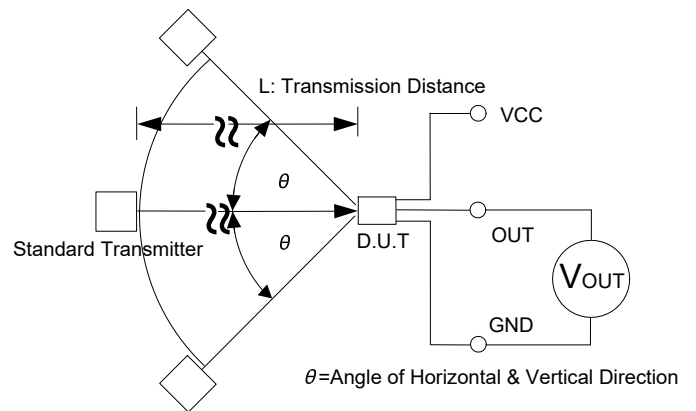 L: Transmission Distance
VCC
θ
Standard Transmitter
θ
D.U.T
OUT
VOUT
GND
θ=Angle of Horizontal & Vertical Direction